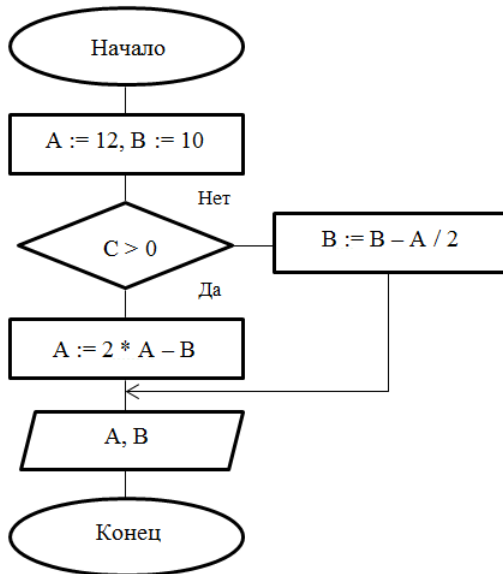 Начало
A := 12, B := 10
Нет
C > 0
B := B – A / 2
Да
A := 2 * A – B
A, B
Конец